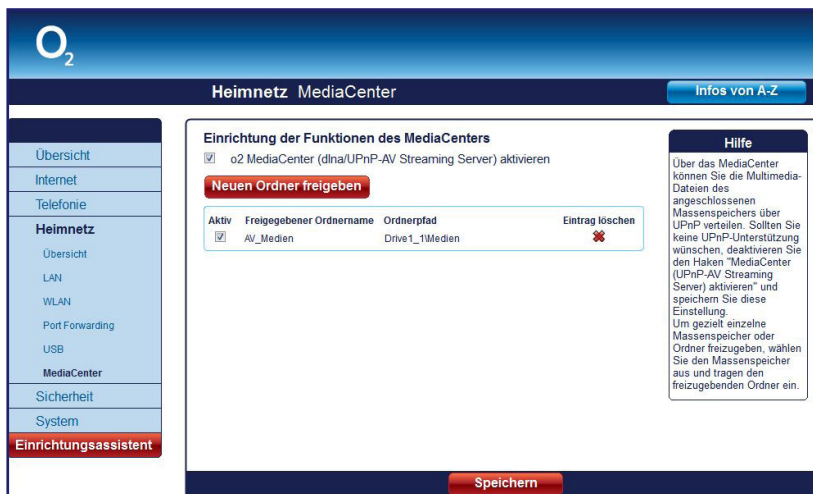 O2
Heimnetz MediaCenter
Infos von A-Z
Übersicht
Internet
Telefonie
Heimnetz
Übersicht
LAN
WLAN
Port Forwarding
USB
MediaCenter
Sicherheit
System
Einrichtungsassistent
Einrichtung der Funktionen des MediaCenters
o2 MediaCenter (dlna/UPnP-AV Streaming Server) aktivieren
Neuen Ordner freigeben
Aktiv Freigegebener Ordnername Ordnerpfad Eintrag löschen
AV_Medien Drive1_1\Medien
Speichern
Hilfe
Über das MediaCenter
können Sie die Multimedia-
Dateien des
angeschlossenen
Massenspeichers über
UPnP verteilen. Sollten Sie
keine UPnP-Unterstützung
wünschen, deaktivieren Sie
den Haken "MediaCenter
(UPnP-AV Streaming
Server) aktivieren" und
speichern Sie diese
Einstellung.
Um gezielt einzelne
Massenspeicher oder
Ordner freizugeben, wählen
Sie den Massenspeicher
aus und tragen den
freizugebenden Ordner ein.